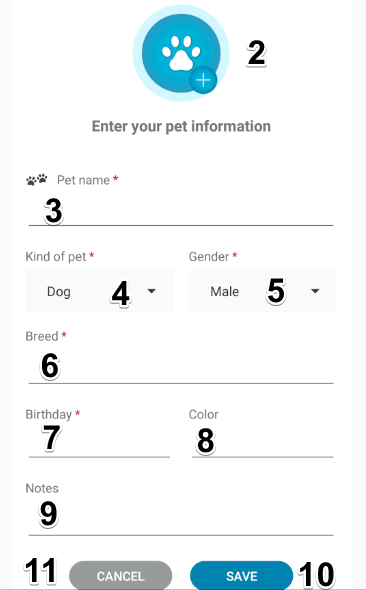 2
Enter your pet information
Pet name *
3
Kind of pet * Gender *
Dog 4 Male 5
Breed *
6
Birthday * Color
7 8
Notes
9
11 CANCEL SAVE 10